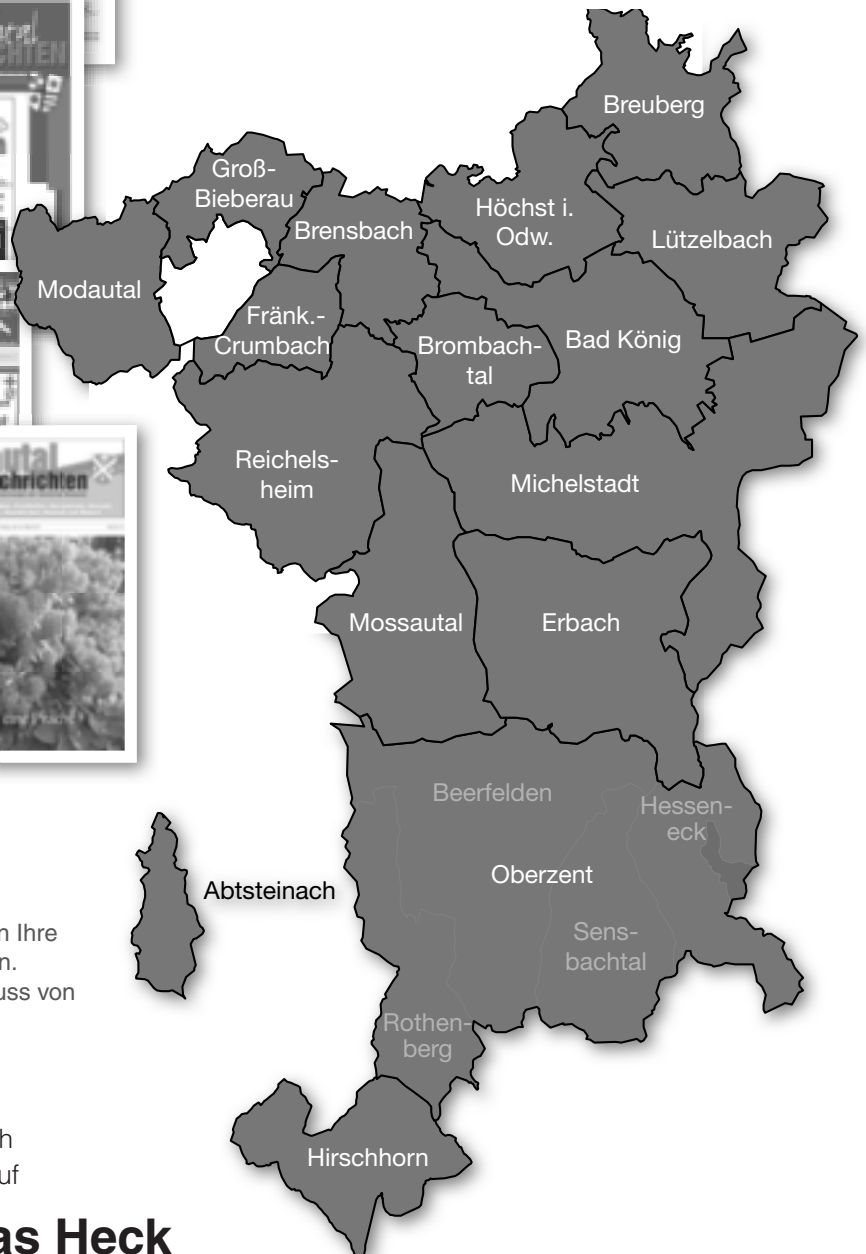 Breuberg
Groß-
Bieberau
Höchst i.
Odw.
Brensbach
Lützelbach
Modautal
Fränk.-
Crumbach
Brombach-
tal
Bad König
Reichels-
heim
Michelstadt
Mossautal
Erbach
Beerfelden
Hessen-
eck
Oberzent
Abtsteinach
Sens-
bachtal
Rothen-
berg
Hirschhorn
n Ihre
n.
uss von
h
uf
as Heck